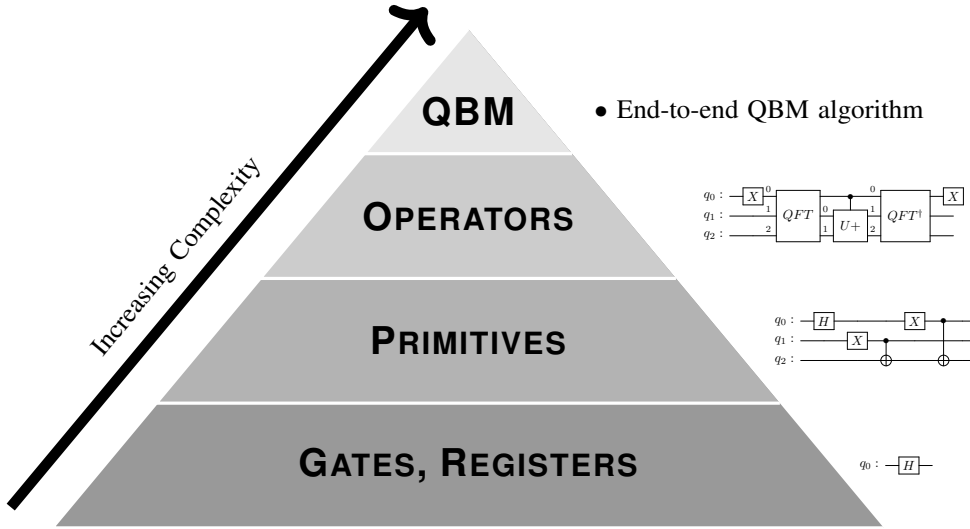 QBM
• End-to-end QBM algorithm
Increasing Complexity
OPERATORS
q₀ : X 0 QFT 0 QFT† X
q₁ : 1 0 U+ 1
q₂ : 2 1 2
PRIMITIVES
q₀ : H X
q₁ : X
q₂ :
GATES, REGISTERS
q₀ : H